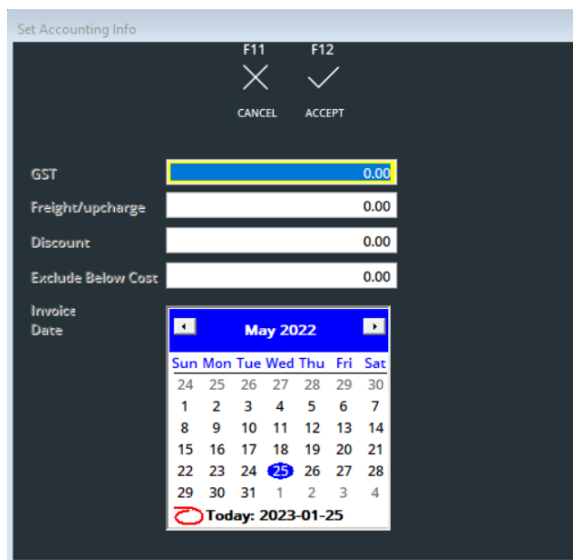 Set Accounting Info
F11 F12
CANCEL ACCEPT
GST 0.00
Freight/upcharge 0.00
Discount 0.00
Exclude Below Cost 0.00
Invoice
Date
May 2022
Sun Mon Tue Wed Thu Fri Sat
24 25 26 27 28 29 30
1 2 3 4 5 6 7
8 9 10 11 12 13 14
15 16 17 18 19 20 21
22 23 24 25 26 27 28
29 30 31 1 2 3 4
Today: 2023-01-25